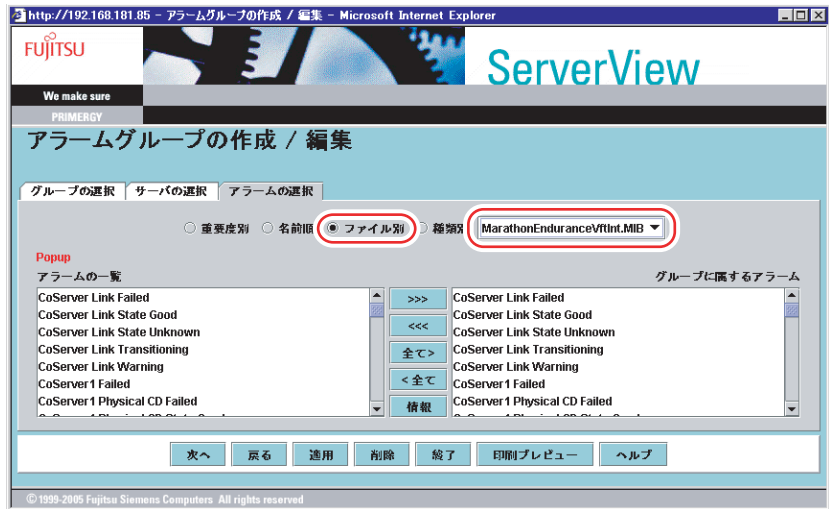 http://192.168.181.85 - アラームグループの作成 / 編集 - Microsoft Internet Explorer
FUJITSU
ServerView
We make sure
PRIMERGY
アラームグループの作成 / 編集
グループの選択 サーバの選択 アラームの選択
重要度別 名前順 ファイル別 種類別 MarathonEnduranceVftInt.MIB
Popup
アラームの一覧 グループに属するアラーム
CoServer Link Failed >>> CoServer Link Failed
CoServer Link State Good CoServer Link State Good
CoServer Link State Unknown <<< CoServer Link State Unknown
CoServer Link Transitioning 全て> CoServer Link Transitioning
CoServer Link Warning CoServer Link Warning
CoServer1 Failed <全て CoServer1 Failed
CoServer1 Physical CD Failed 情報 CoServer1 Physical CD Failed
次へ 戻る 適用 削除 終了 印刷プレビュー ヘルプ
© 1999-2005 Fujitsu Siemens Computers All rights reserved